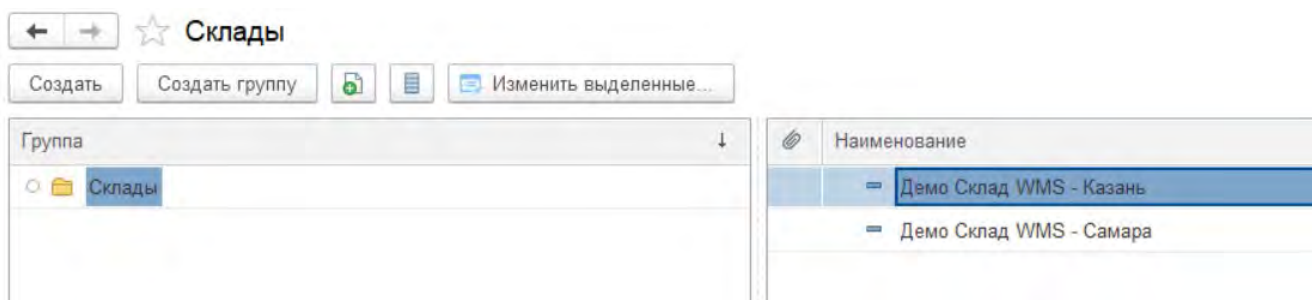 Склады
Создать Создать группу Изменить выделенные...
Группа ↓ Наименование
Склады Демо Склад WMS - Казань
Демо Склад WMS - Самара